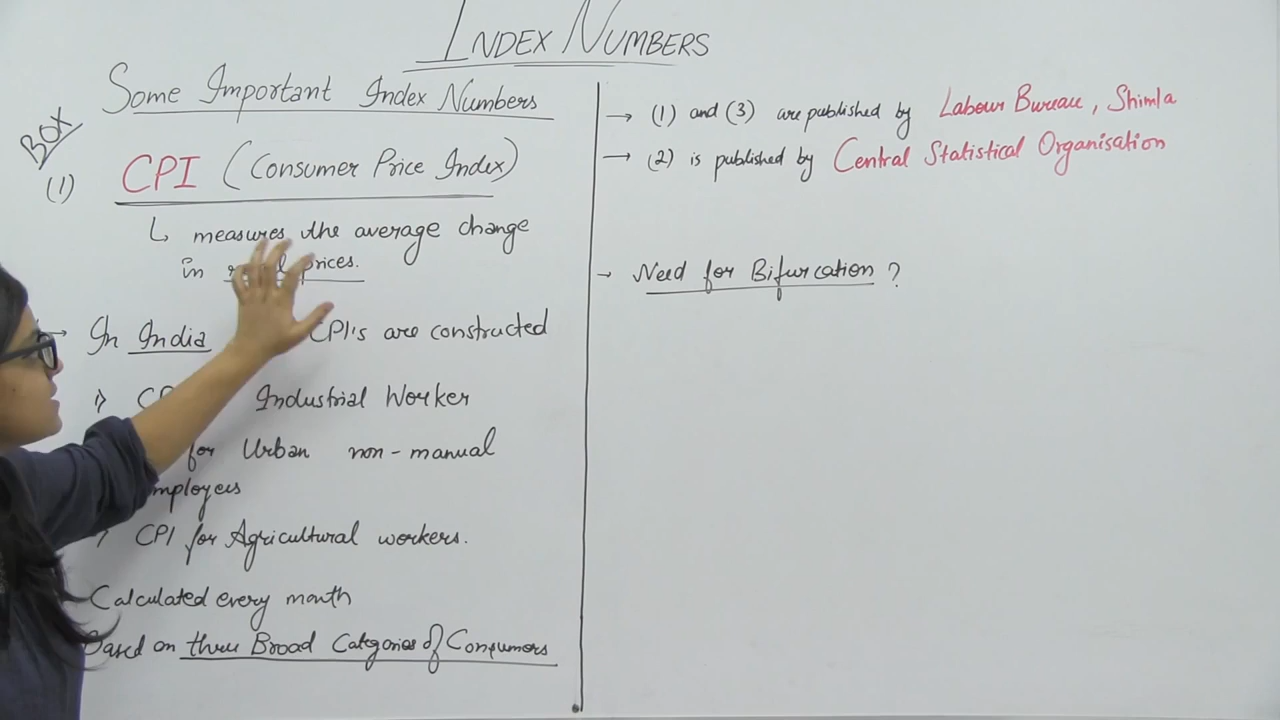 INDEX NUMBERS
Some Important Index Numbers
BOX
(1) CPI (Consumer Price Index)
↳ measures the average change
in prices.
→ In India CPI's are constructed
Industrial Worker
for Urban non-manual
employees
CPI for Agricultural workers.
Calculated every month
Based on three Broad Categories of Consumers
→ (1) and (3) are published by Labour Bureau, Shimla
→ (2) is published by Central Statistical Organisation
→ Need for Bifurcation ?